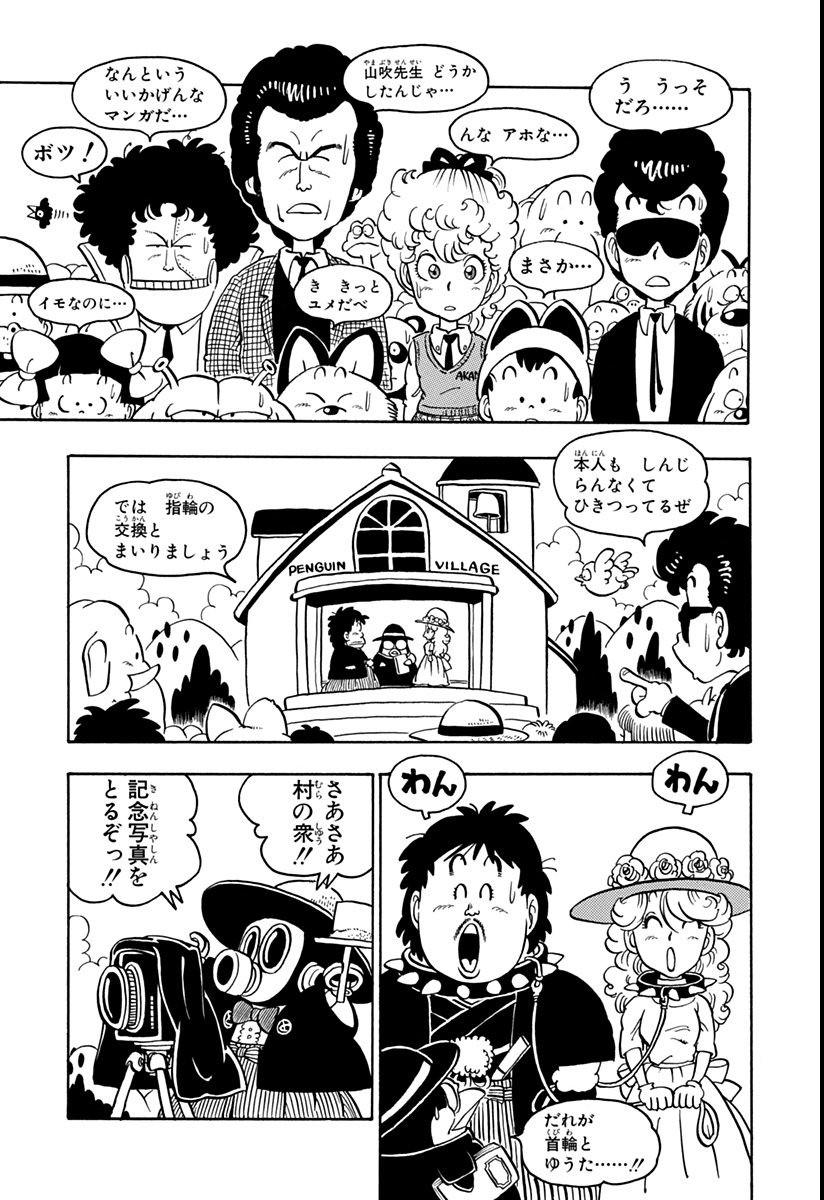 う うっそ
だろ……
んな アホな…
山吹先生 どうか
したんじゃ…
なんという
いいかげんな
マンガだ…
ボツ!
まさか…
き きっと
ユメだべ
イモなのに…
AKAN
本人も しんじ
らんなくて
ひきつってるぜ
では 指輪の
交換と
まいりましょう
PENGUIN VILLAGE
わん
わん
だれが
首輪と
ゆうた……!!
さあさあ
村の衆!!
記念写真を
とるぞっ!!